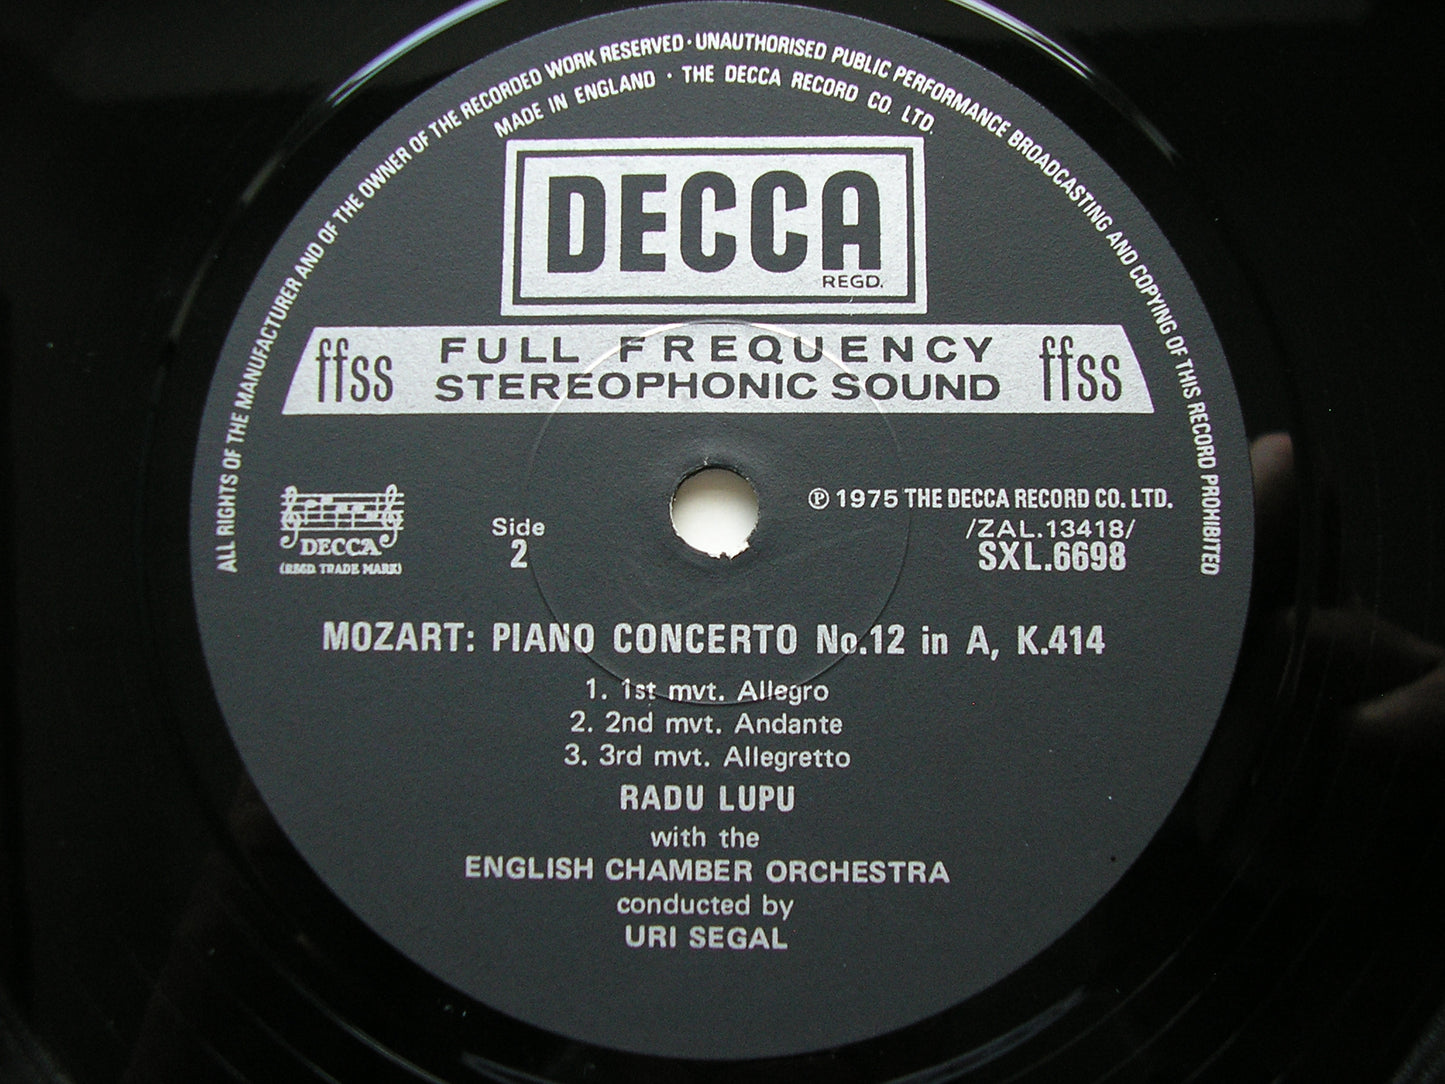 ALL RIGHTS OF THE MANUFACTURER AND OF THE OWNER OF THE RECORDED WORK RESERVED · UNAUTHORISED PUBLIC PERFORMANCE BROADCASTING AND COPYING OF THIS RECORD PROHIBITED
MADE IN ENGLAND · THE DECCA RECORD CO. LTD.
DECCA
REGD.
ffss FULL FREQUENCY STEREOPHONIC SOUND ffss
DECCA
(REGD. TRADE MARK)
Side
2
℗ 1975 THE DECCA RECORD CO. LTD.
/ZAL.13418/
SXL.6698
MOZART: PIANO CONCERTO No.12 in A, K.414
1. 1st mvt. Allegro
2. 2nd mvt. Andante
3. 3rd mvt. Allegretto
RADU LUPU
with the
ENGLISH CHAMBER ORCHESTRA
conducted by
URI SEGAL